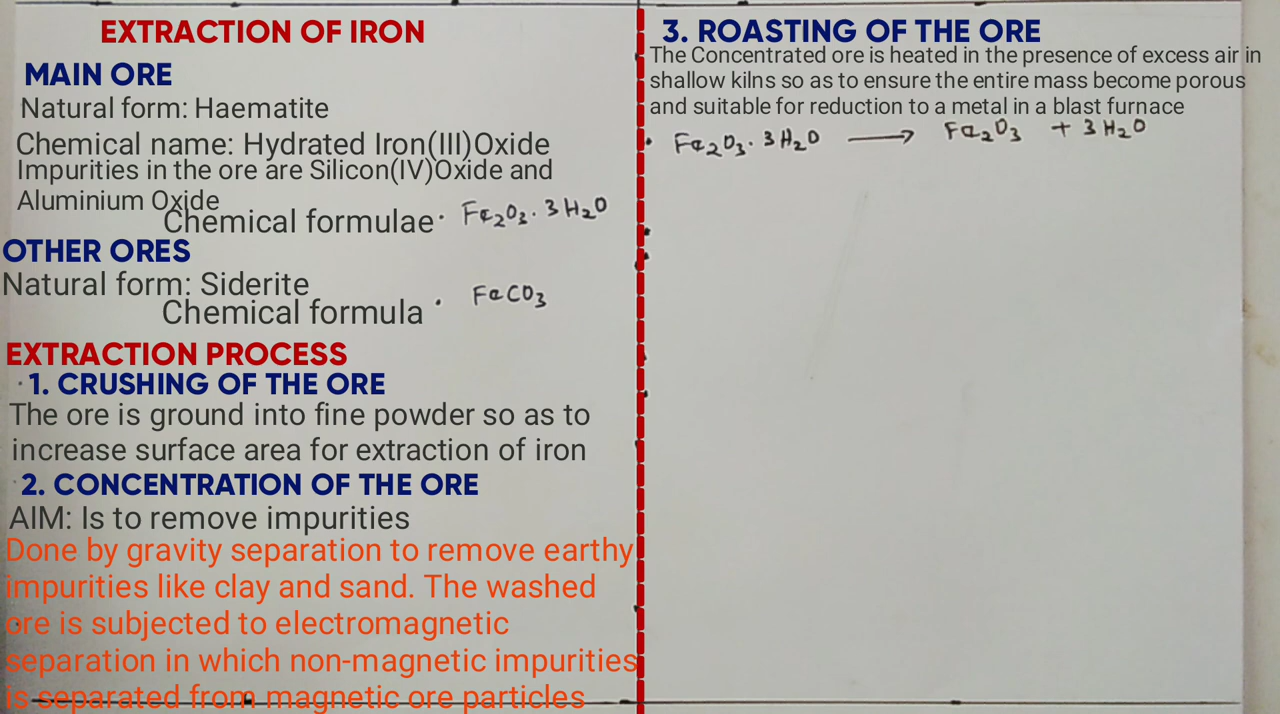 EXTRACTION OF IRON
MAIN ORE
Natural form: Haematite
Chemical name: Hydrated Iron(III)Oxide
Impurities in the ore are Silicon(IV)Oxide and
Aluminium Oxide
Chemical formulae · Fe₂O₃·3H₂O
OTHER ORES
Natural form: Siderite
Chemical formula · FeCO₃
EXTRACTION PROCESS
1. CRUSHING OF THE ORE
The ore is ground into fine powder so as to
increase surface area for extraction of iron
2. CONCENTRATION OF THE ORE
AIM: Is to remove impurities
Done by gravity separation to remove earthy
impurities like clay and sand. The washed
ore is subjected to electromagnetic
separation in which non-magnetic impurities
is separated from magnetic ore particles
3. ROASTING OF THE ORE
The Concentrated ore is heated in the presence of excess air in
shallow kilns so as to ensure the entire mass become porous
and suitable for reduction to a metal in a blast furnace
· Fe₂O₃·3H₂O → Fe₂O₃ + 3H₂O